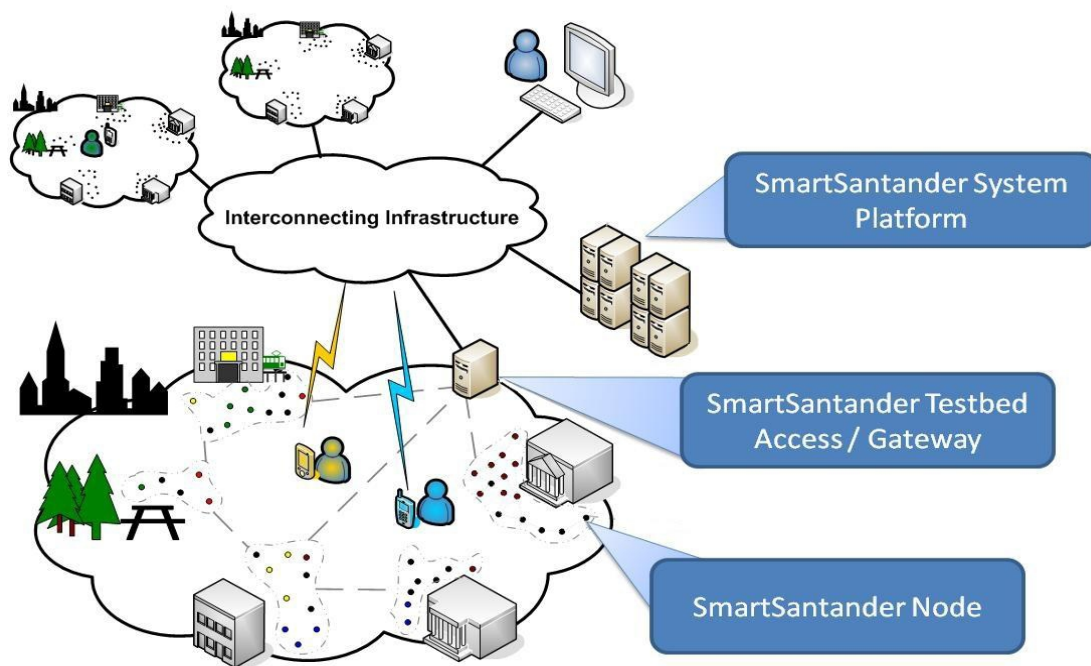 Interconnecting Infrastructure
SmartSantander System
Platform
SmartSantander Testbed
Access / Gateway
SmartSantander Node